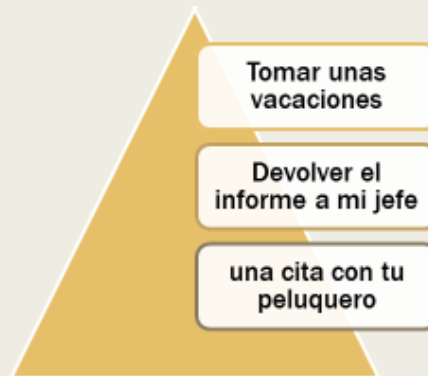 Tomar unas
vacaciones
Devolver el
informe a mi jefe
una cita con tu
peluquero